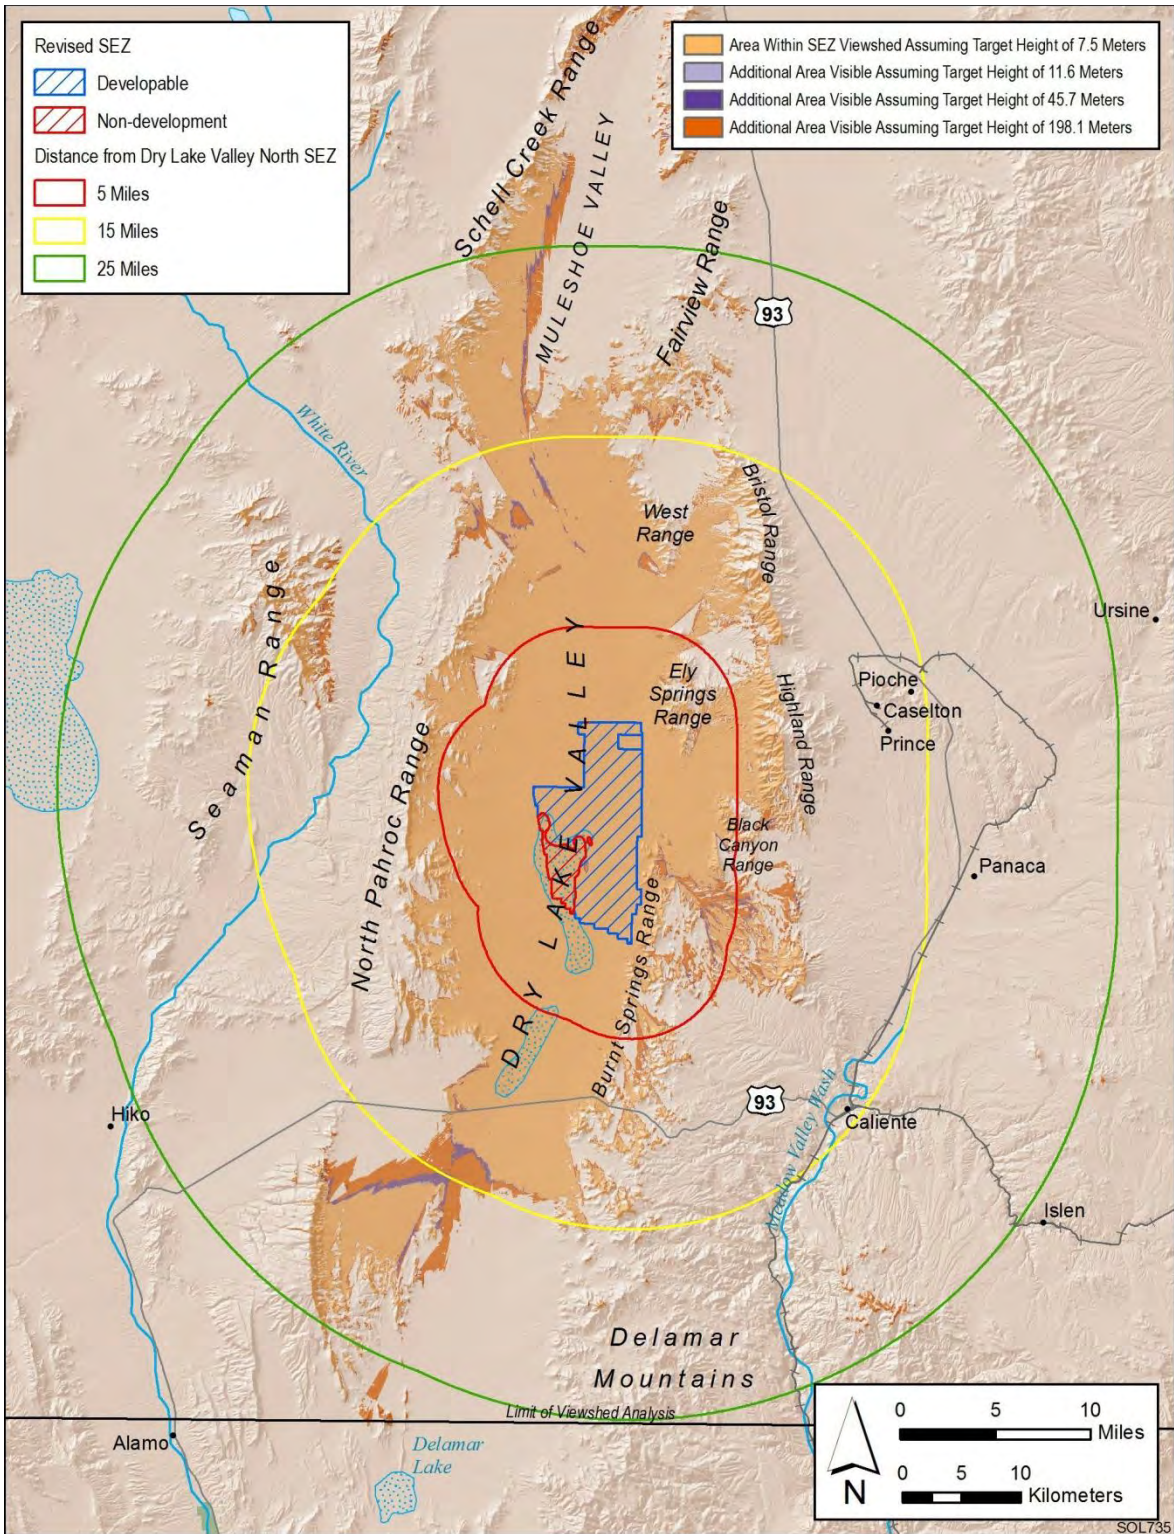 Revised SEZ
Developable
Non-development
Distance from Dry Lake Valley North SEZ
5 Miles
15 Miles
25 Miles
Area Within SEZ Viewshed Assuming Target Height of 7.5 Meters
Additional Area Visible Assuming Target Height of 11.6 Meters
Additional Area Visible Assuming Target Height of 45.7 Meters
Additional Area Visible Assuming Target Height of 198.1 Meters
Schell Creek Range
MULESHOE VALLEY
Fairview Range
93
White River
West
Range
Bristol Range
Seaman Range
Ursine
Ely
Springs
Range
Highland Range
Pioche
Caselton
Prince
North Pahroc Range
DRY LAKE VALLEY
Black
Canyon
Range
Panaca
Burnt Springs Range
Hiko
93
Meadow Valley Wash
Caliente
Islen
Delamar
Mountains
Limit of Viewshed Analysis
Alamo
Delamar
Lake
N
0 5 10
Miles
0 5 10
Kilometers
SOL735